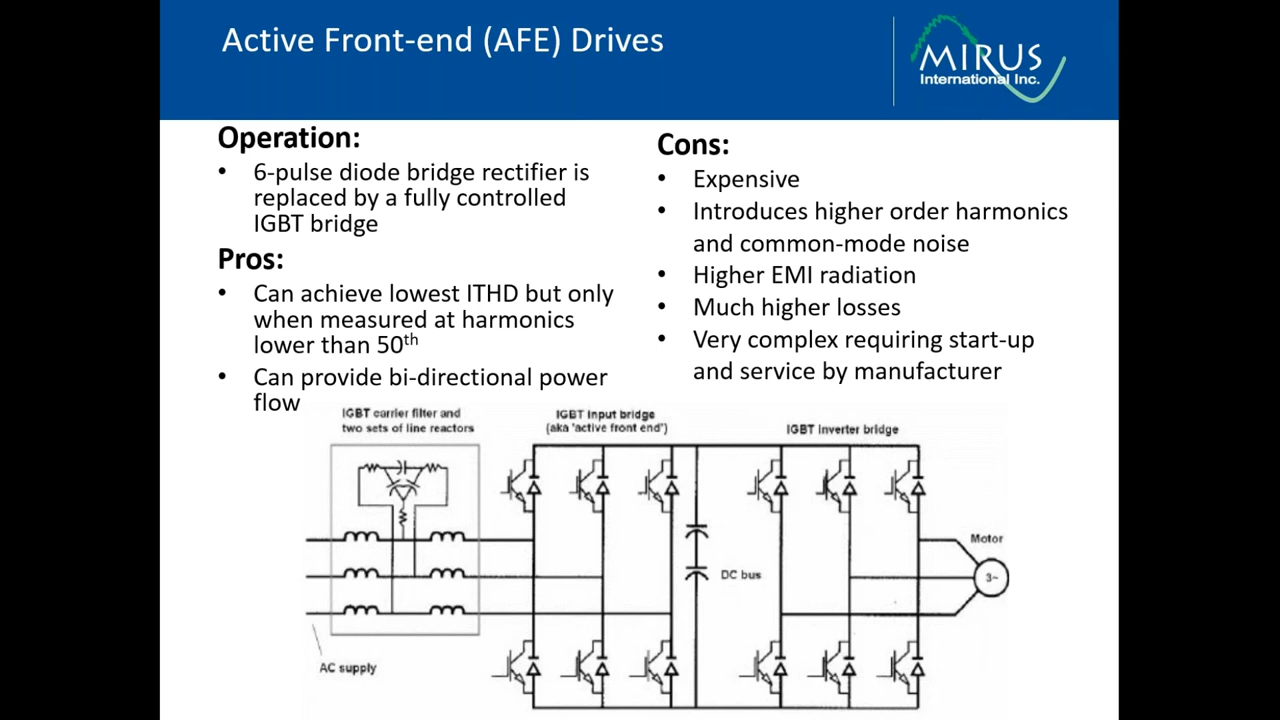 Active Front-end (AFE) Drives
MIRUS
International Inc.
Operation:
• 6-pulse diode bridge rectifier is
replaced by a fully controlled
IGBT bridge
Pros:
• Can achieve lowest ITHD but only
when measured at harmonics
lower than 50th
• Can provide bi-directional power
flow
Cons:
• Expensive
• Introduces higher order harmonics
and common-mode noise
• Higher EMI radiation
• Much higher losses
• Very complex requiring start-up
and service by manufacturer
IGBT carrier filter and
two sets of line reactors
IGBT Input bridge
(aka 'active front end')
IGBT Inverter bridge
Motor
3~
DC bus
AC supply